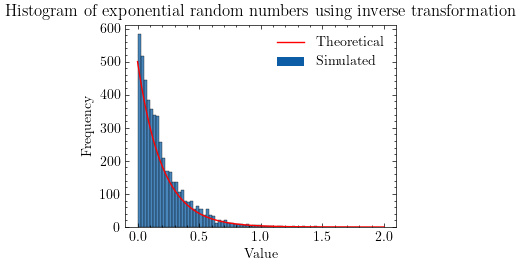 Histogram of exponential random numbers using inverse transformation
600
500
400
300
200
100
0
Frequency
Theoretical
Simulated
0.0 0.5 1.0 1.5 2.0
Value